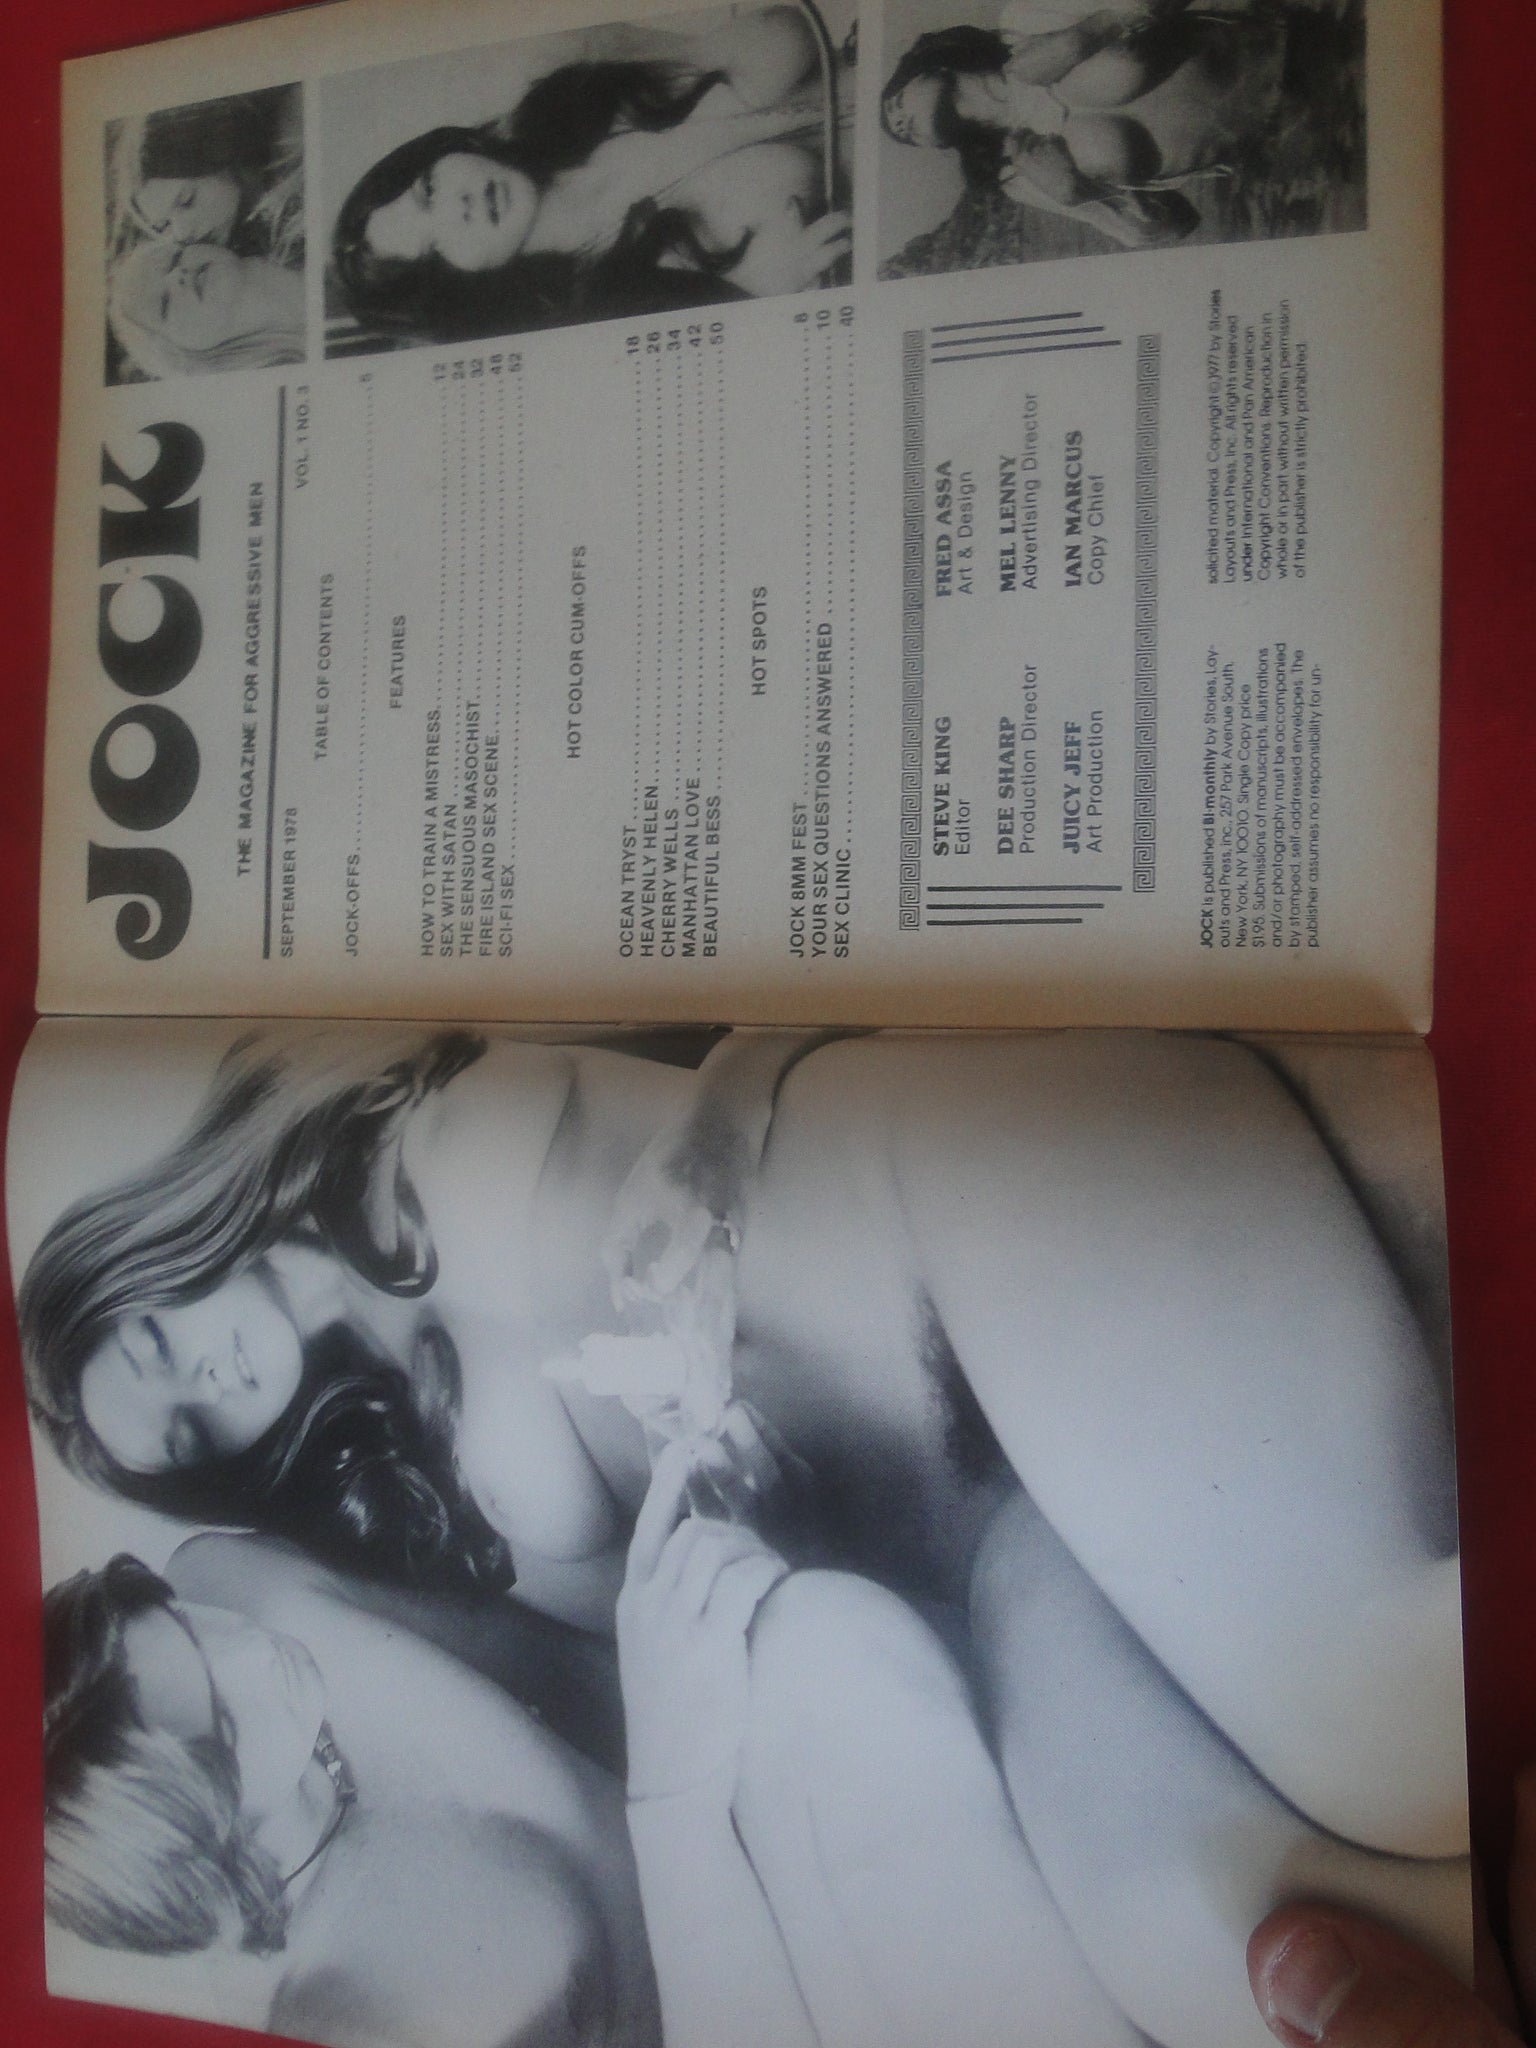 JOCK
THE MAGAZINE FOR AGGRESSIVE MEN
SEPTEMBER 1978 VOL. 1 NO. 3
TABLE OF CONTENTS
JOCK-OFFS 5
FEATURES
HOW TO TRAIN A MISTRESS 12
SEX WITH SATAN 24
THE SENSUOUS MASOCHIST 32
FIRE ISLAND SEX SCENE 48
SCI-FI SEX 52
HOT COLOR CUM-OFFS
OCEAN TRYST 18
HEAVENLY HELEN 26
CHERRY WELLS 34
MANHATTAN LOVE 42
BEAUTIFUL BESS 50
HOT SPOTS
JOCK 8MM FEST 8
YOUR SEX QUESTIONS ANSWERED 10
SEX CLINIC 40
STEVE KING
Editor
DEE SHARP
Production Director
JUICY JEFF
Art Production
FRED ASSA
Art & Design
MEL LENNY
Advertising Director
IAN MARCUS
Copy Chief
JOCK is published Bi-monthly by Stories, Lay-
outs and Press, Inc., 257 Park Avenue South,
New York, NY 10010. Single Copy price
$1.95. Submissions of manuscripts, illustrations
and/or photography must be accompanied
by stamped, self-addressed envelopes. The
publisher assumes no responsibility for un-
solicited material. Copyright © 1977 by Stories
Layouts and Press, Inc. All rights reserved
under International and Pan American
Copyright Conventions. Reproduction in
whole or in part without written permission
of the publisher is strictly prohibited.